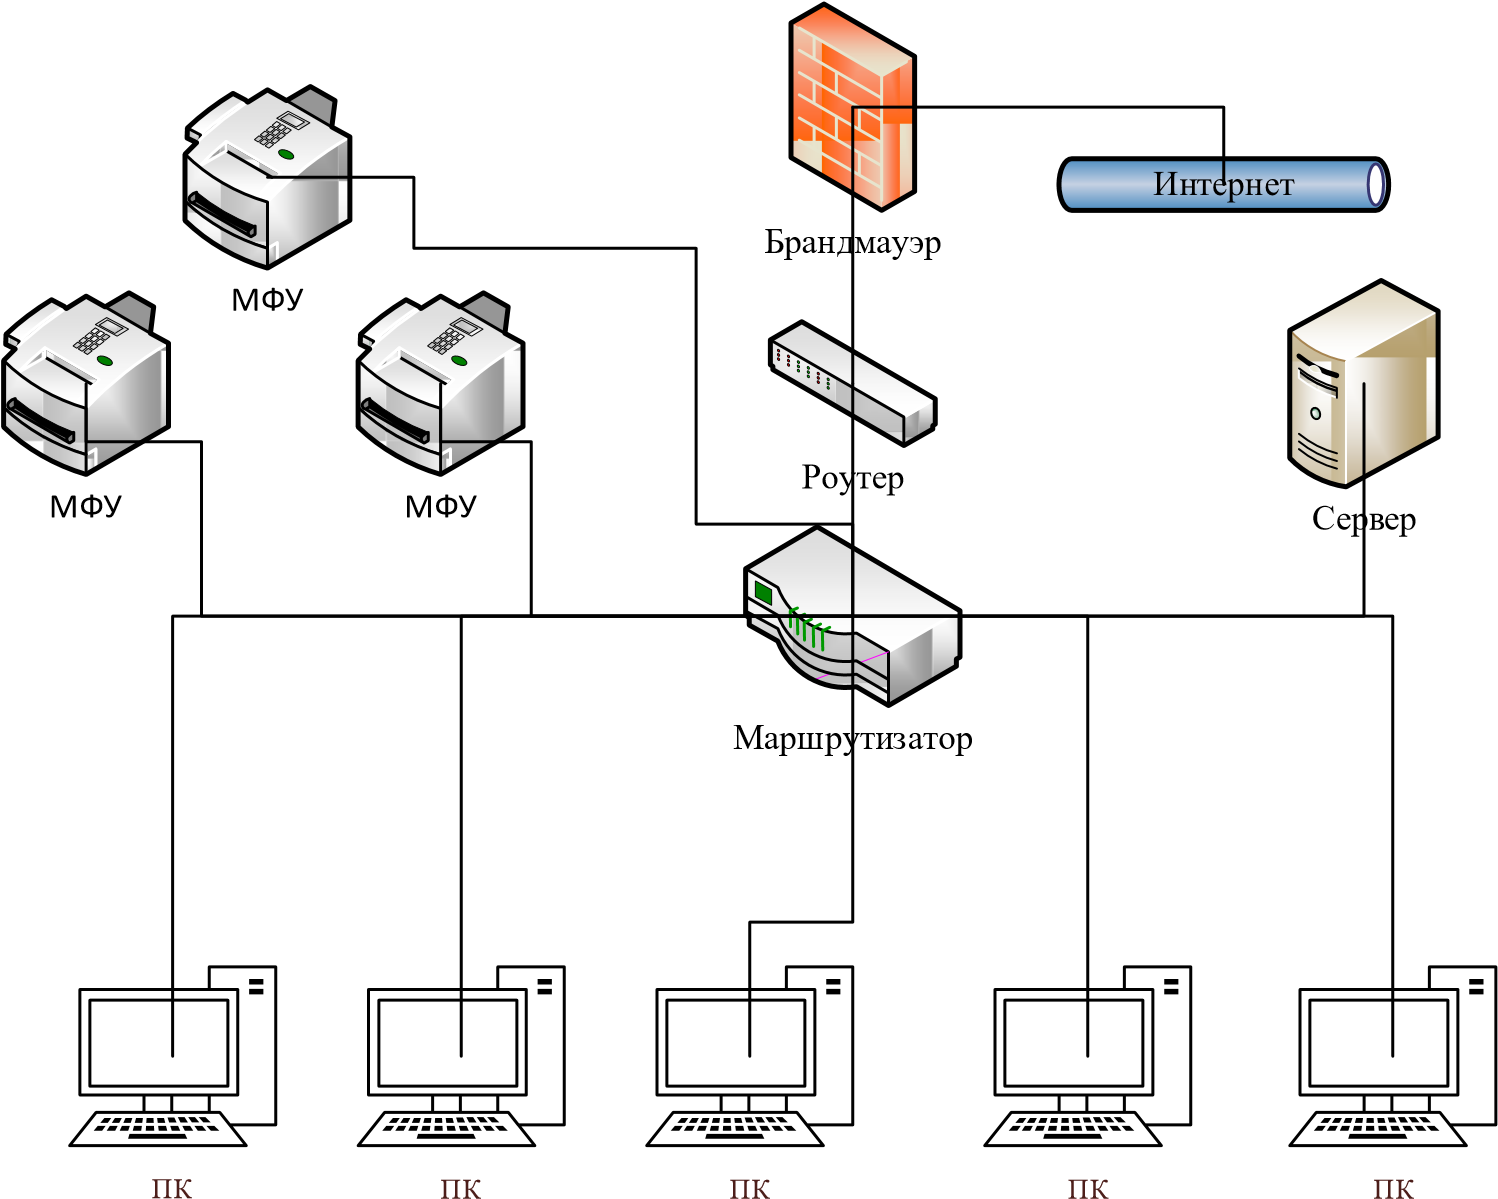 Интернет
Брандмауэр
МФУ
МФУ
МФУ
Роутер
Сервер
Маршрутизатор
ПК
ПК
ПК
ПК
ПК